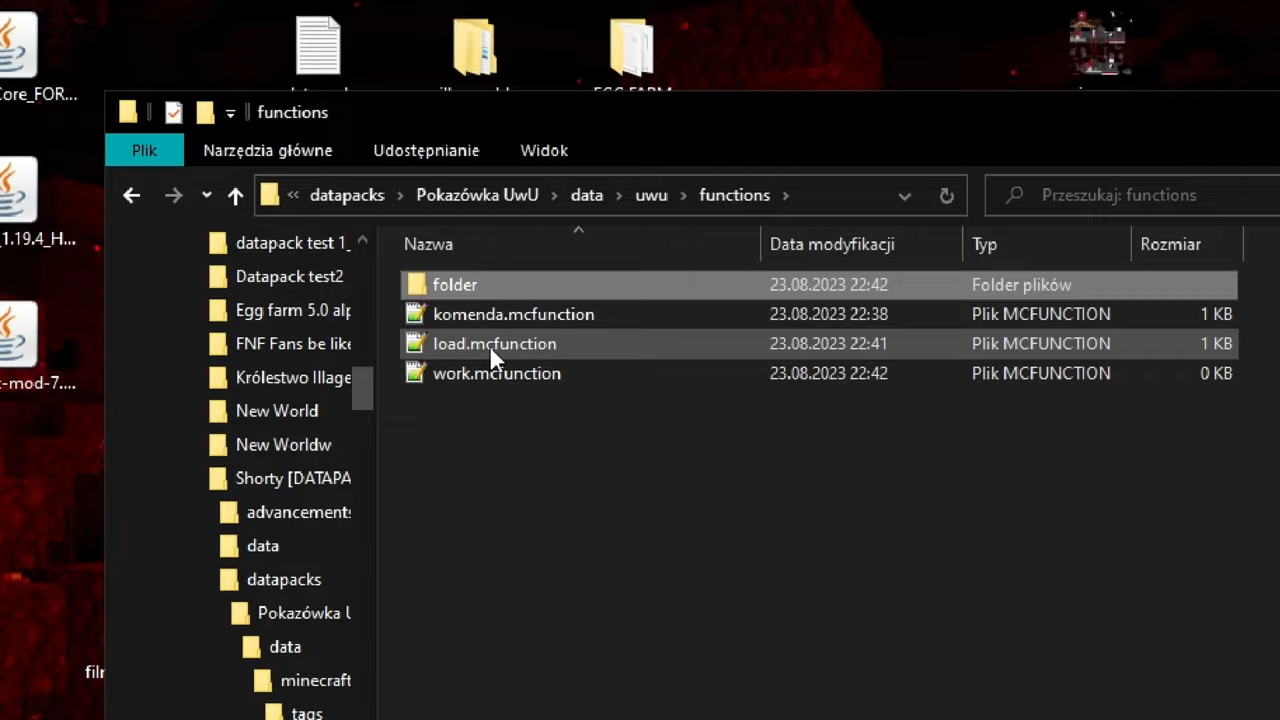 Core_FOR...
functions
Plik
Narzędzia główne
Udostępnianie
Widok
« datapacks › Pokazówka UwU › data › uwu › functions ›
Przeszukaj: functions
_1.19.4_H...
datapack test 1_
Datapack test2
Egg farm 5.0 alp
FNF Fans be like
Królestwo Illage
New World
New Worldw
Shorty [DATAPA
advancements
data
datapacks
Pokazówka U
data
minecraft
tags
t-mod-7....
film
Nazwa Data modyfikacji Typ Rozmiar
folder 23.08.2023 22:42 Folder plików
komenda.mcfunction 23.08.2023 22:38 Plik MCFUNCTION 1 KB
load.mcfunction 23.08.2023 22:41 Plik MCFUNCTION 1 KB
work.mcfunction 23.08.2023 22:42 Plik MCFUNCTION 0 KB